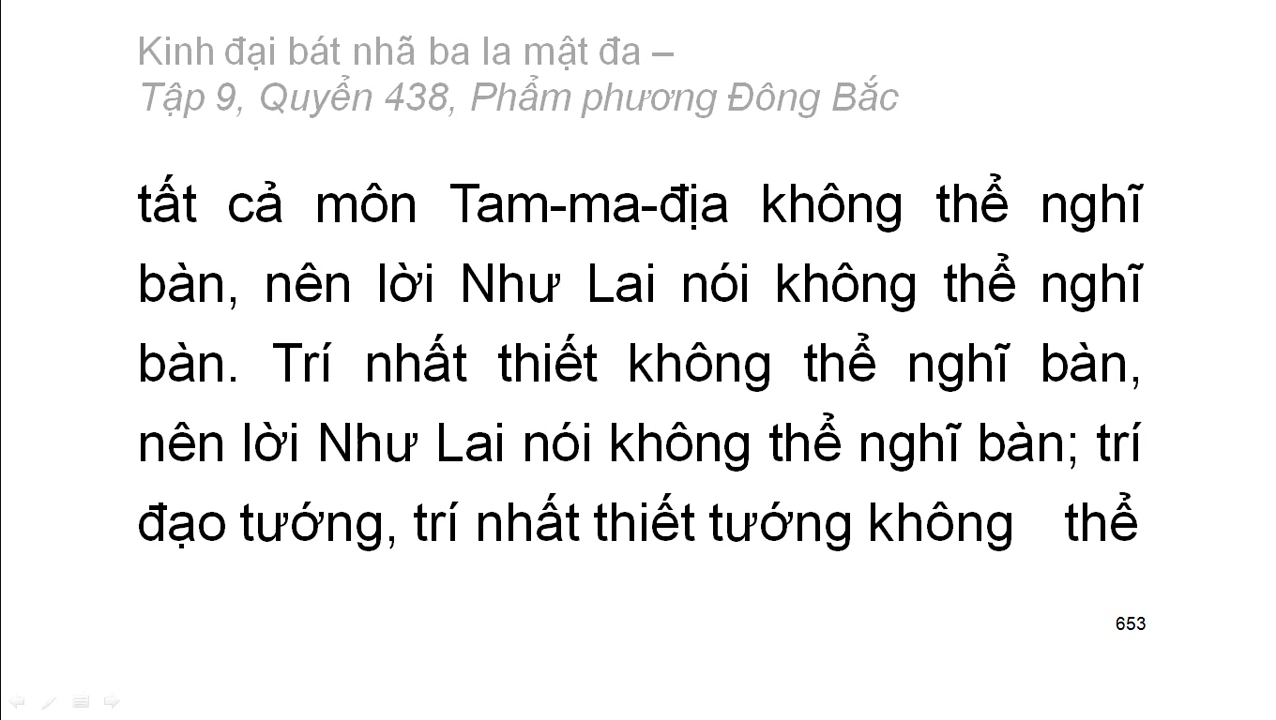 Kinh đại bát nhã ba la mật đa –
Tập 9, Quyển 438, Phẩm phương Đông Bắc
tất cả môn Tam-ma-địa không thể nghĩ
bàn, nên lời Như Lai nói không thể nghĩ
bàn. Trí nhất thiết không thể nghĩ bàn,
nên lời Như Lai nói không thể nghĩ bàn; trí
đạo tướng, trí nhất thiết tướng không thể
653